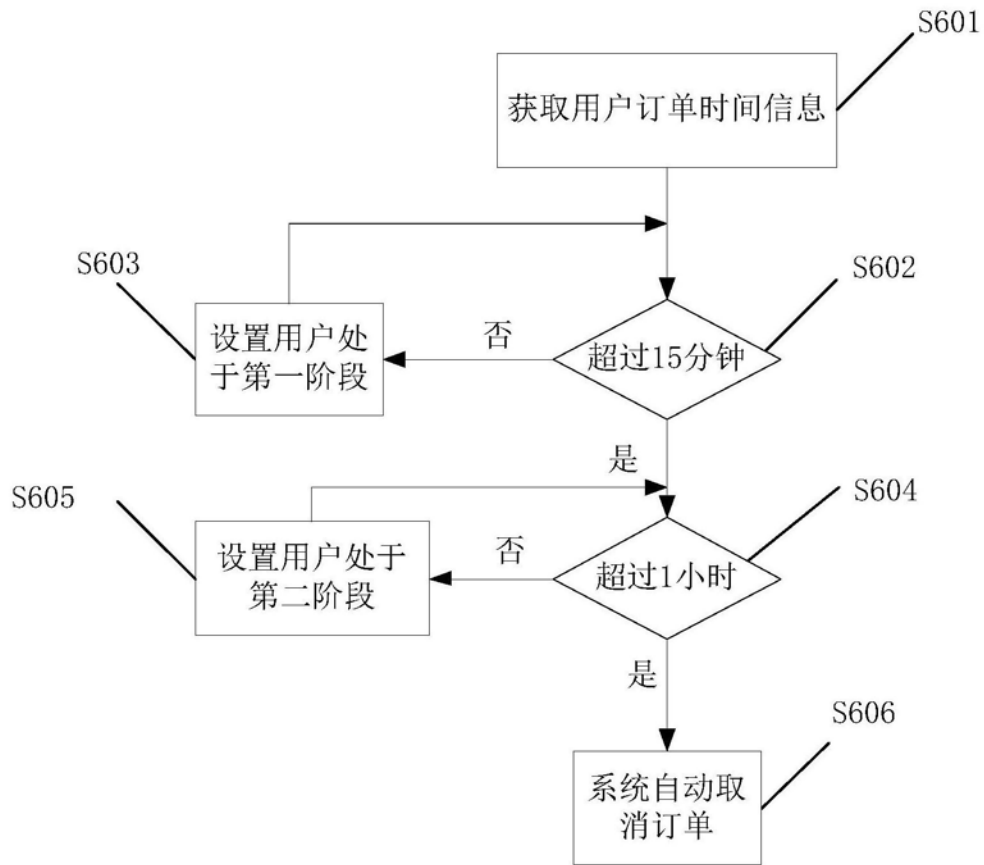 S601
获取用户订单时间信息
S603
S602
设置用户处
于第一阶段
否
超过15分钟
是
S605
S604
设置用户处于
第二阶段
否
超过1小时
是
S606
系统自动取
消订单